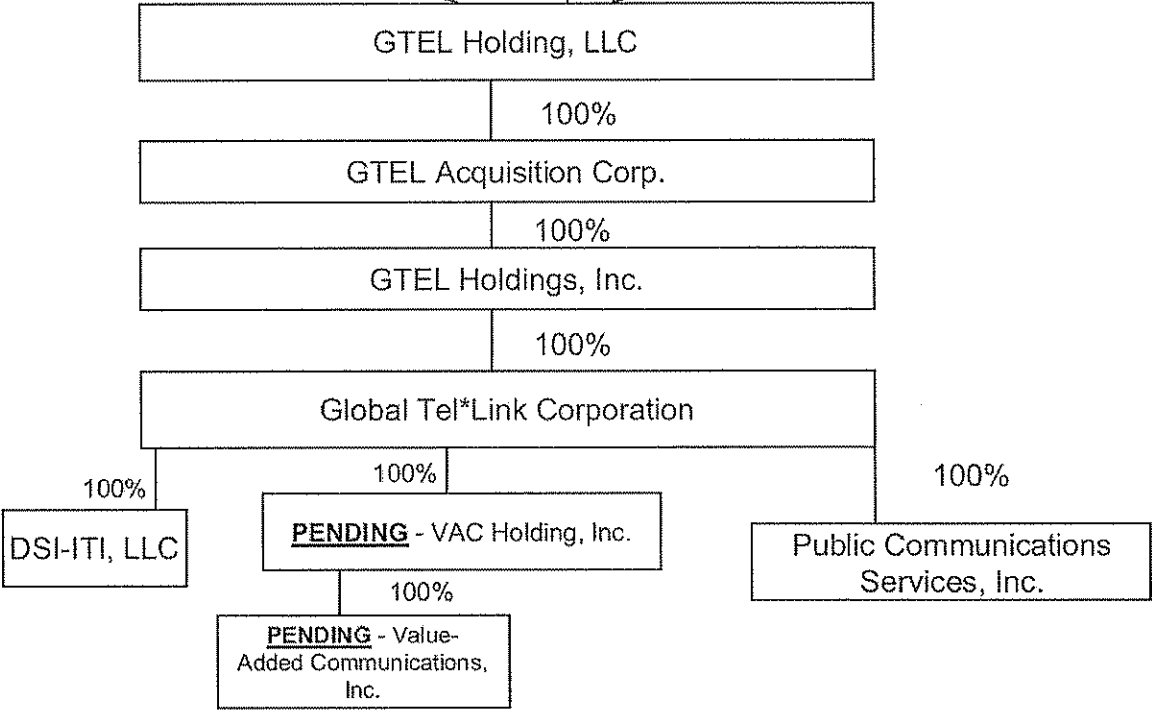 GTEL Holding, LLC
100%
GTEL Acquisition Corp.
100%
GTEL Holdings, Inc.
100%
Global Tel*Link Corporation
100%
100%
100%
DSI-ITI, LLC
PENDING - VAC Holding, Inc.
Public Communications
Services, Inc.
100%
PENDING - Value-
Added Communications,
Inc.